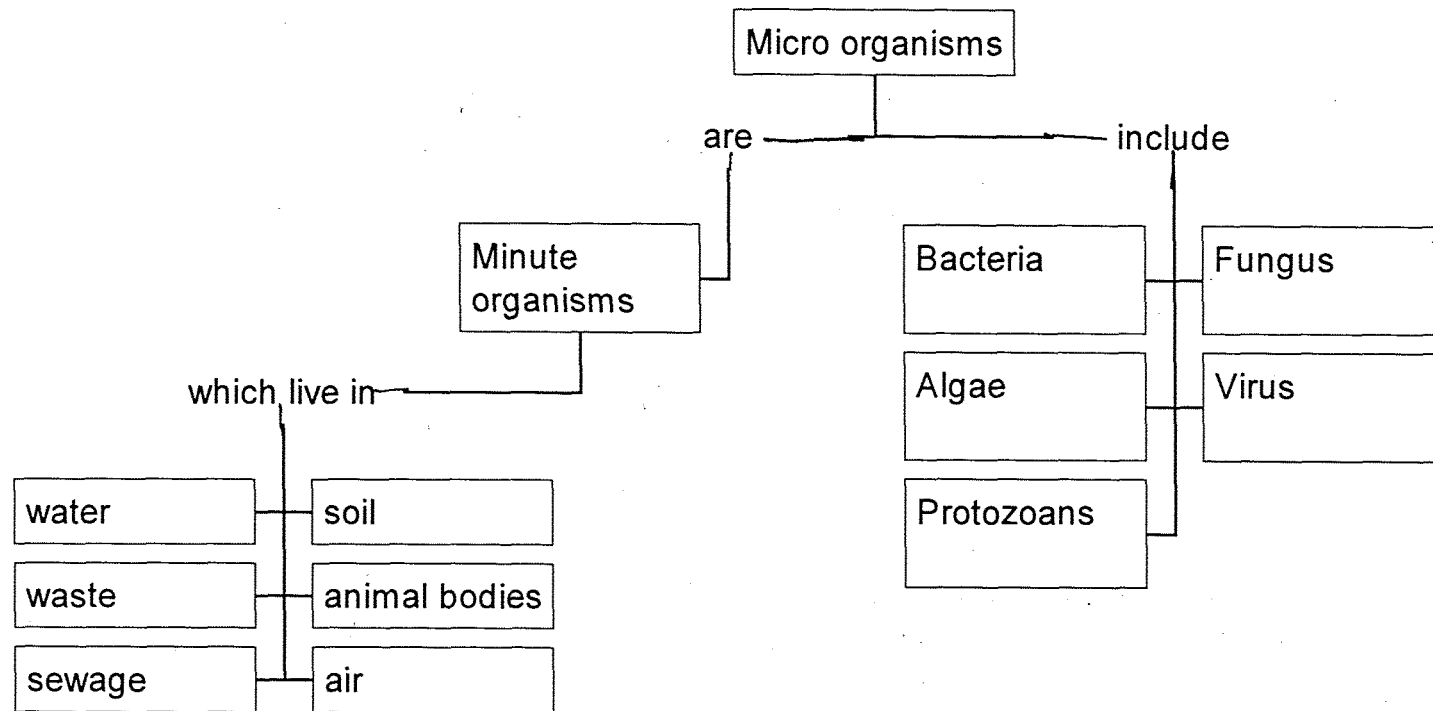 Micro organisms
are
include
Minute
organisms
Bacteria
Fungus
Algae
Virus
Protozoans
which live in
water
soil
waste
animal bodies
sewage
air